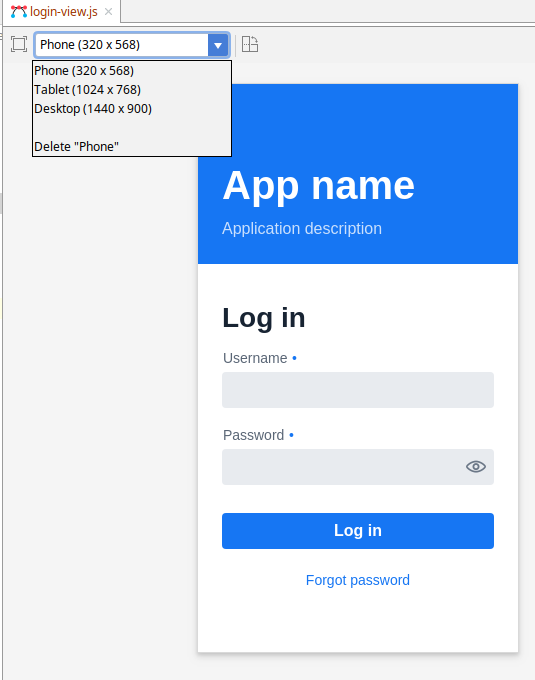 login-view.js
Phone (320 x 568)
Phone (320 x 568)
Tablet (1024 x 768)
Desktop (1440 x 900)
Delete "Phone"
App name
Application description
Log in
Username •
Password •
Log in
Forgot password